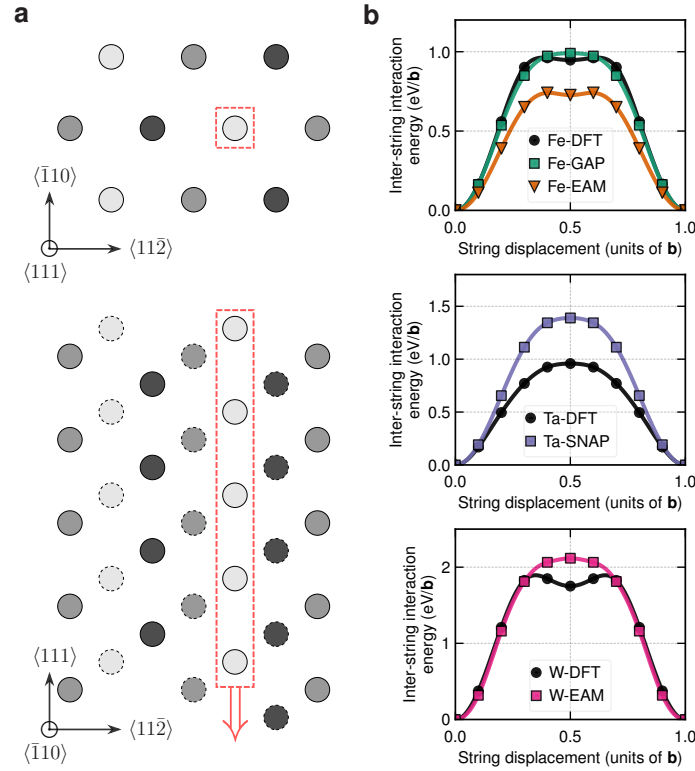 a
⟨1̄10⟩
⟨111⟩
⟨112̄⟩
⟨111⟩
⟨1̄10⟩
⟨112̄⟩
b
Inter-string interaction
energy (eV/b)
1.0
0.5
0.0
Fe-DFT
Fe-GAP
Fe-EAM
0.0 0.5 1.0
String displacement (units of b)
Inter-string interaction
energy (eV/b)
1.5
1.0
0.5
0.0
Ta-DFT
Ta-SNAP
0.0 0.5 1.0
String displacement (units of b)
Inter-string interaction
energy (eV/b)
2
1
0
W-DFT
W-EAM
0.0 0.5 1.0
String displacement (units of b)